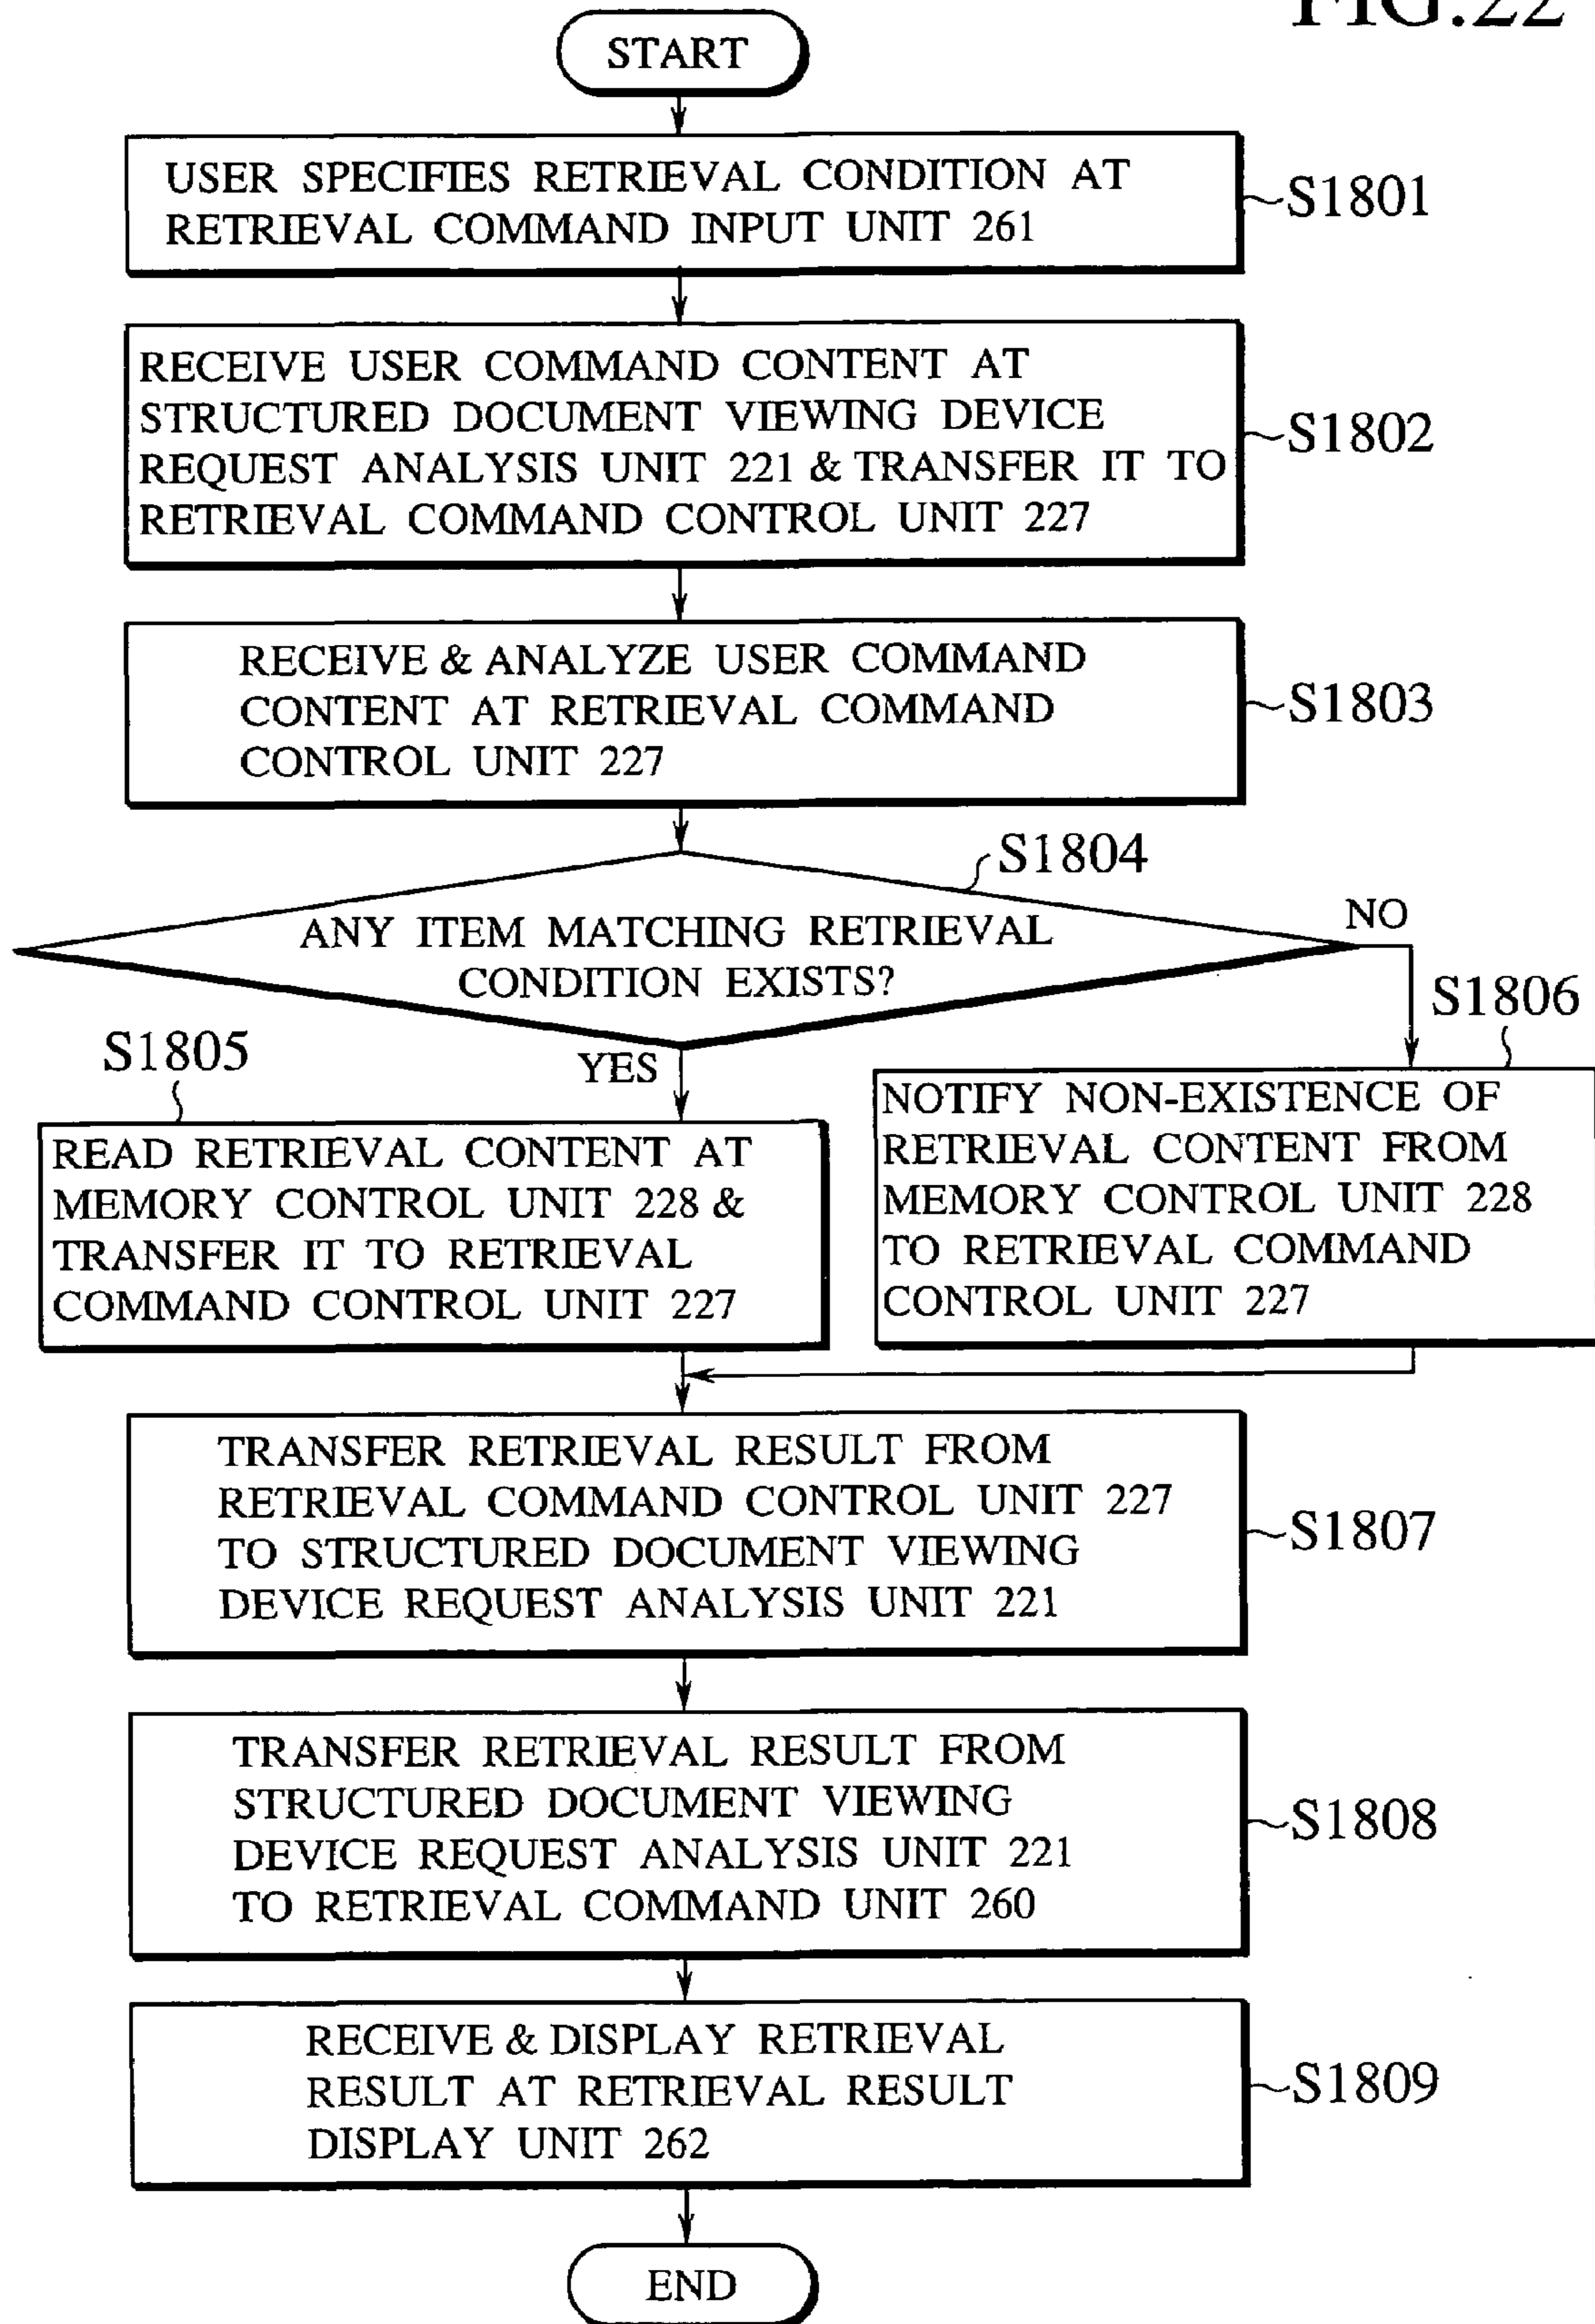 FIG.22
START
USER SPECIFIES RETRIEVAL CONDITION AT
RETRIEVAL COMMAND INPUT UNIT 261
S1801
RECEIVE USER COMMAND CONTENT AT
STRUCTURED DOCUMENT VIEWING DEVICE
REQUEST ANALYSIS UNIT 221 & TRANSFER IT TO
RETRIEVAL COMMAND CONTROL UNIT 227
S1802
RECEIVE & ANALYZE USER COMMAND
CONTENT AT RETRIEVAL COMMAND
CONTROL UNIT 227
S1803
S1804
ANY ITEM MATCHING RETRIEVAL
CONDITION EXISTS?
NO
YES
S1805
READ RETRIEVAL CONTENT AT
MEMORY CONTROL UNIT 228 &
TRANSFER IT TO RETRIEVAL
COMMAND CONTROL UNIT 227
S1806
NOTIFY NON-EXISTENCE OF
RETRIEVAL CONTENT FROM
MEMORY CONTROL UNIT 228
TO RETRIEVAL COMMAND
CONTROL UNIT 227
TRANSFER RETRIEVAL RESULT FROM
RETRIEVAL COMMAND CONTROL UNIT 227
TO STRUCTURED DOCUMENT VIEWING
DEVICE REQUEST ANALYSIS UNIT 221
S1807
TRANSFER RETRIEVAL RESULT FROM
STRUCTURED DOCUMENT VIEWING
DEVICE REQUEST ANALYSIS UNIT 221
TO RETRIEVAL COMMAND UNIT 260
S1808
RECEIVE & DISPLAY RETRIEVAL
RESULT AT RETRIEVAL RESULT
DISPLAY UNIT 262
S1809
END